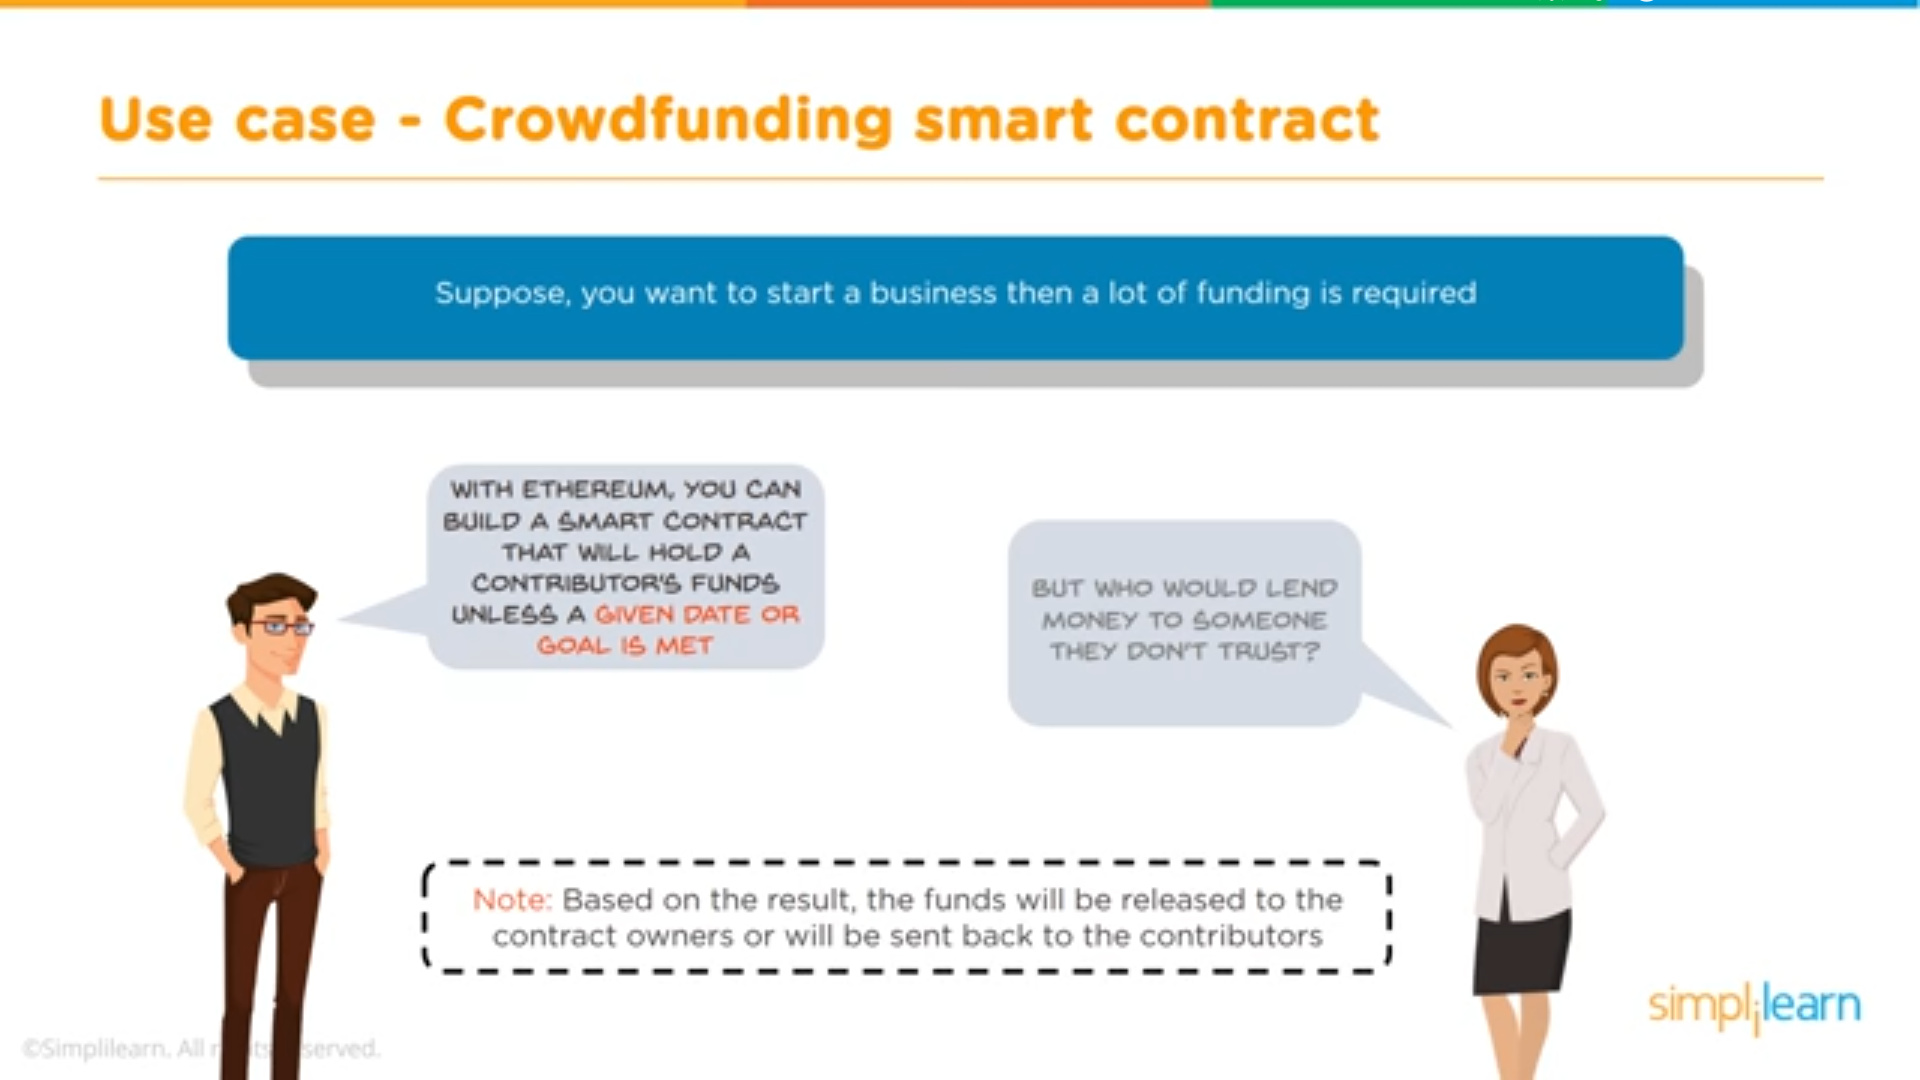 Use case - Crowdfunding smart contract
Suppose, you want to start a business then a lot of funding is required
WITH ETHEREUM, YOU CAN
BUILD A SMART CONTRACT
THAT WILL HOLD A
CONTRIBUTOR'S FUNDS
UNLESS A GIVEN DATE OR
GOAL IS MET
BUT WHO WOULD LEND
MONEY TO SOMEONE
THEY DON'T TRUST?
Note: Based on the result, the funds will be released to the
contract owners or will be sent back to the contributors
simplilearn
©Simplilearn. All served.